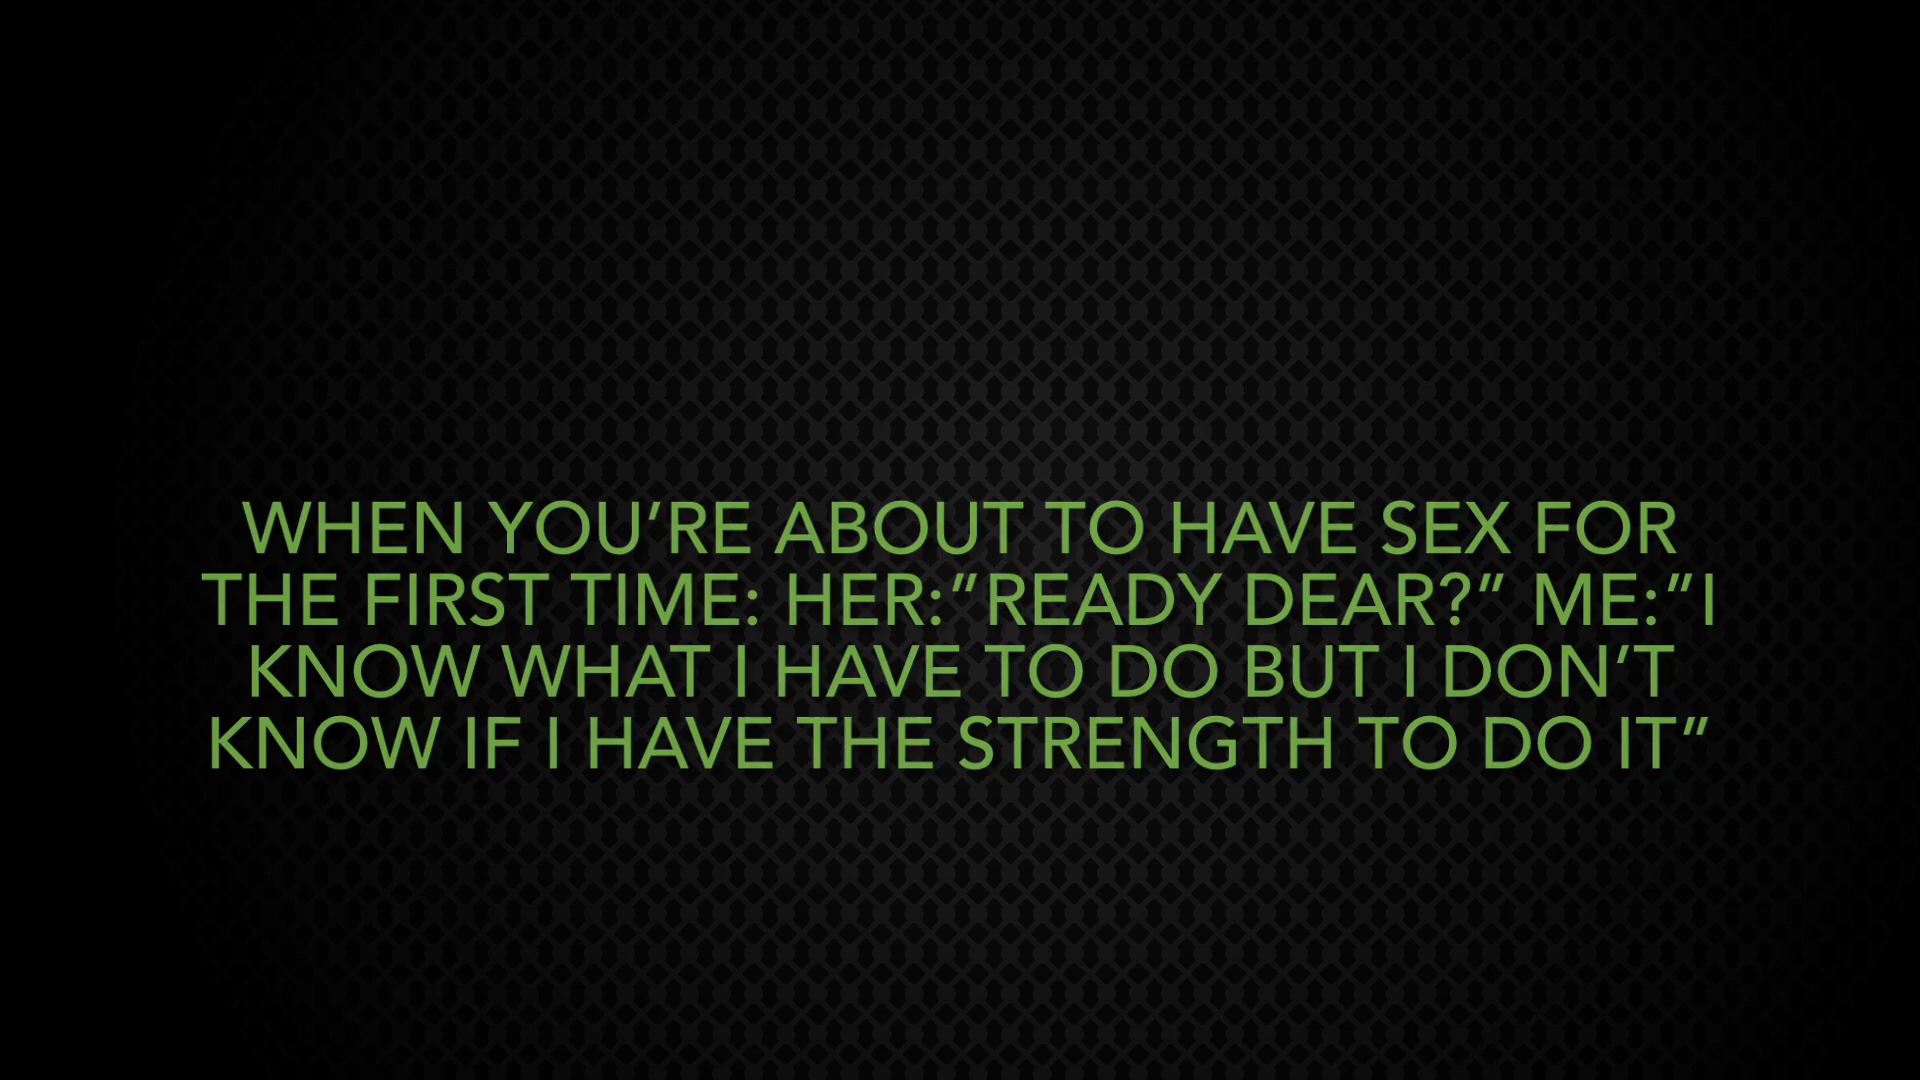 WHEN YOU’RE ABOUT TO HAVE SEX FOR
THE FIRST TIME: HER:”READY DEAR?” ME:”I
KNOW WHAT I HAVE TO DO BUT I DON’T
KNOW IF I HAVE THE STRENGTH TO DO IT”